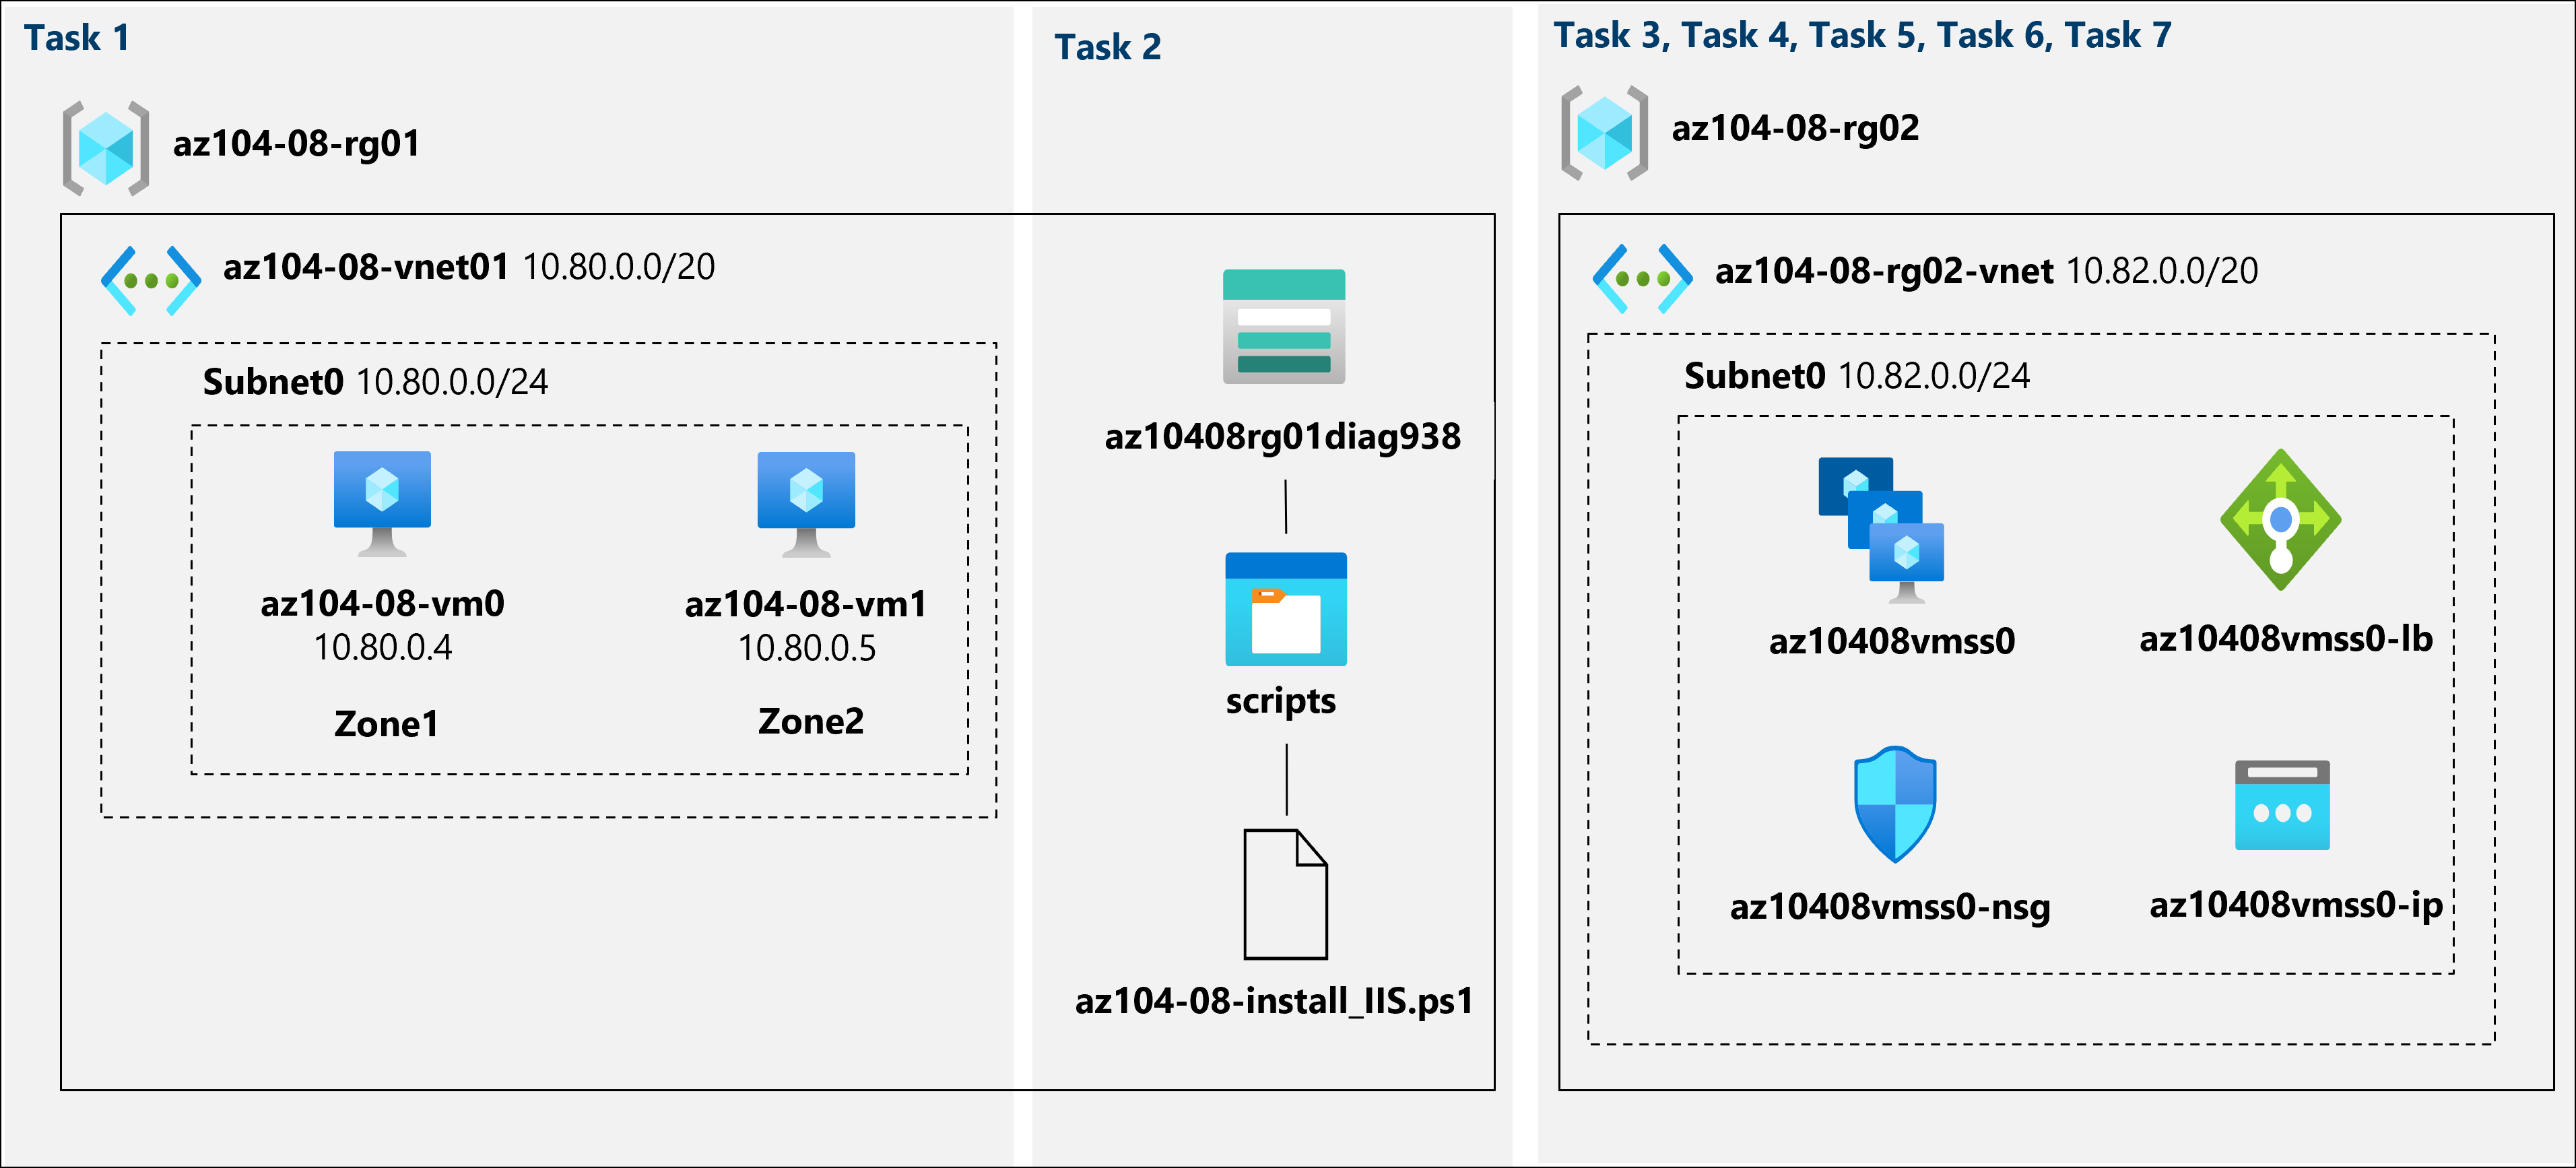 Task 1
az104-08-rg01
az104-08-vnet01 10.80.0.0/20
Subnet0 10.80.0.0/24
az104-08-vm0
10.80.0.4
Zone1
az104-08-vm1
10.80.0.5
Zone2
Task 2
az10408rg01diag938
scripts
az104-08-install_IIS.ps1
Task 3, Task 4, Task 5, Task 6, Task 7
az104-08-rg02
az104-08-rg02-vnet 10.82.0.0/20
Subnet0 10.82.0.0/24
az10408vmss0
az10408vmss0-lb
az10408vmss0-nsg
az10408vmss0-ip